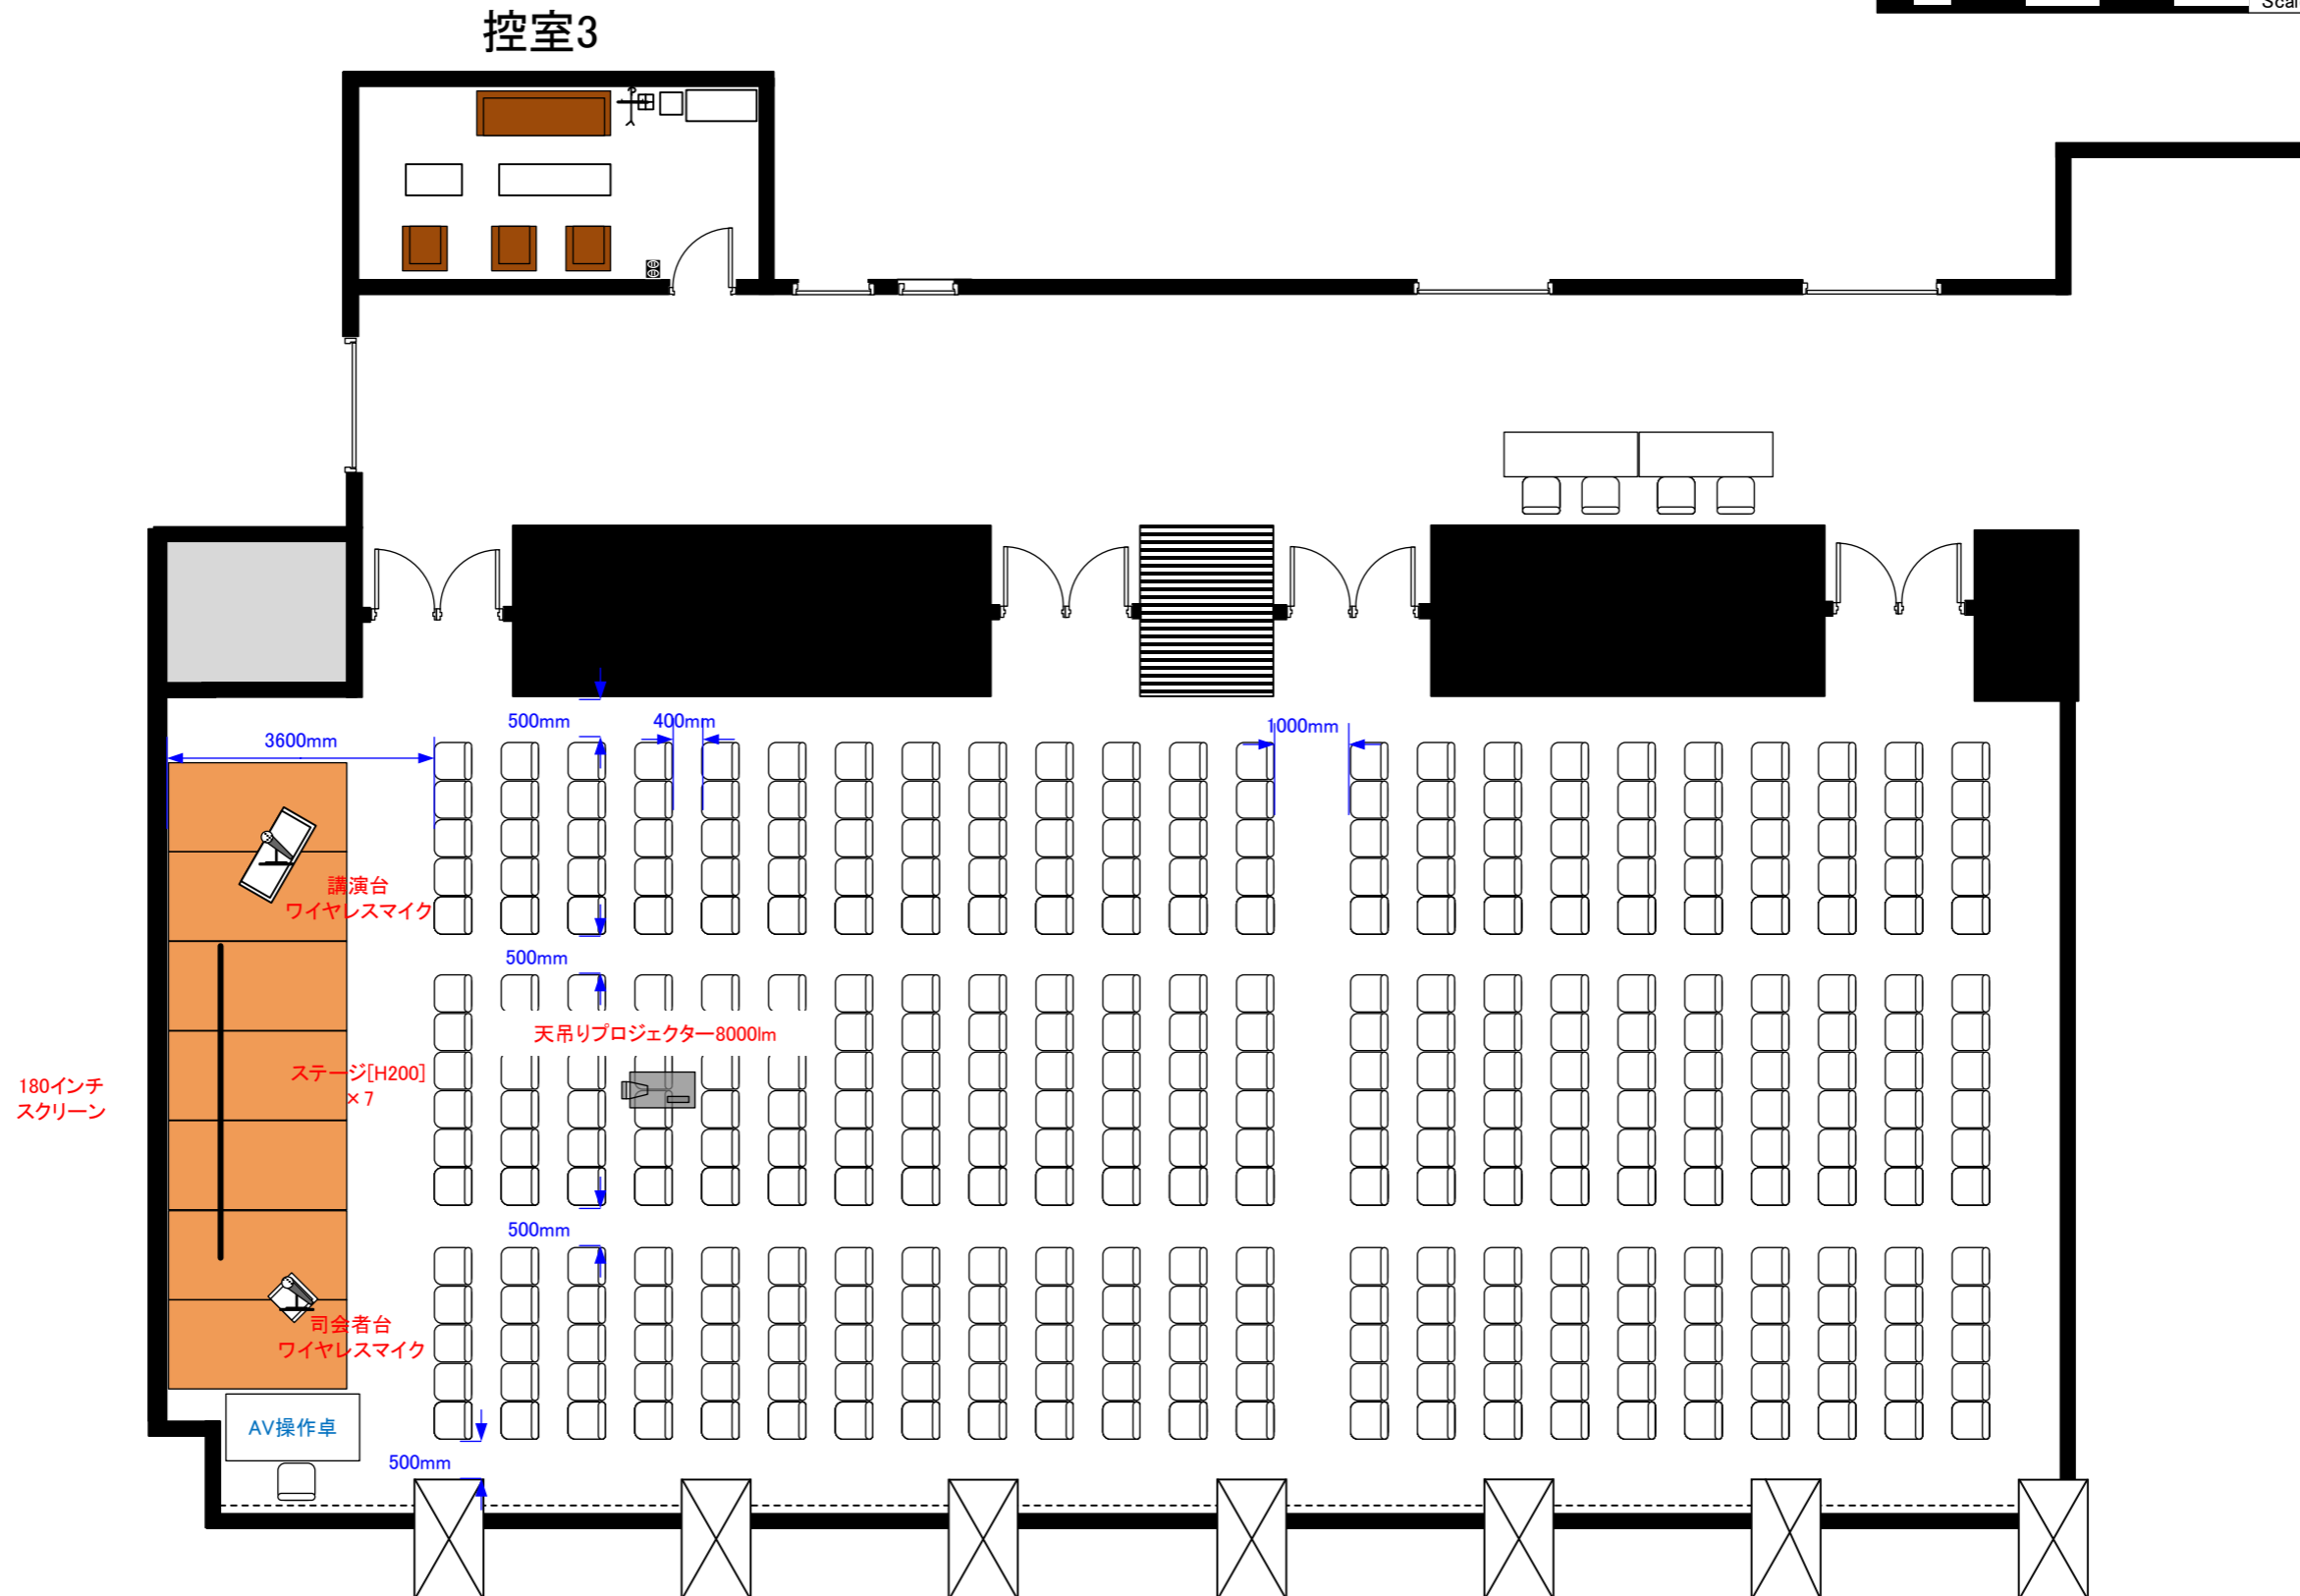 控室3
500mm
400mm
1000mm
3600mm
講演台
ワイヤレスマイク
500mm
天吊りプロジェクター8000lm
ステージ[H200]
×7
180インチ
スクリーン
500mm
司会者台
ワイヤレスマイク
AV操作卓
500mm